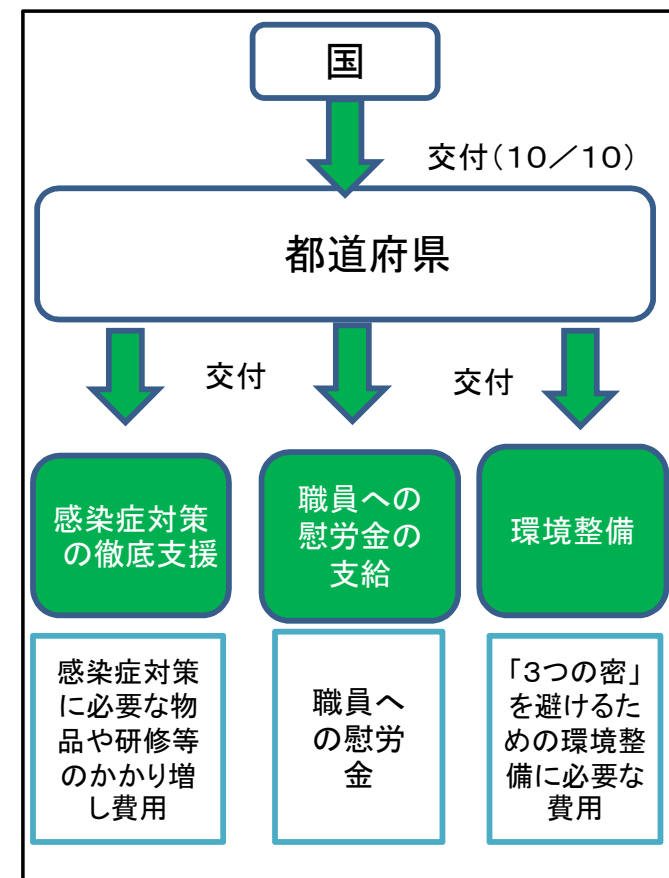 国
交付(10/10)
都道府県
交付
交付
感染症対策
の徹底支援
職員への
慰労金の
支給
環境整備
感染症対策
に必要な物
品や研修等
のかかり増
し費用
職員へ
の慰労
金
「3つの密」
を避けるた
めの環境整
備に必要な
費用